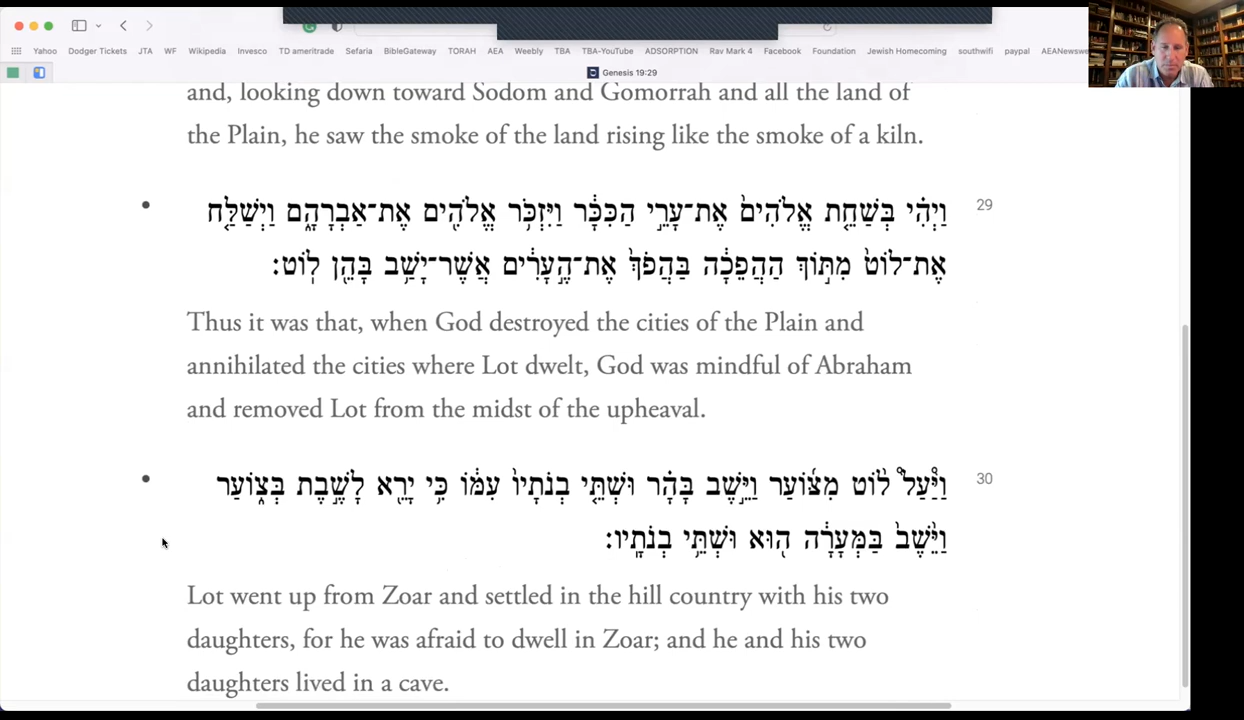 Yahoo Dodger Tickets JTA WF Wikipedia Invesco TD ameritrade Sefaria BibleGateway TORAH AEA Weebly TBA TBA-YouTube ADSORPTION Rav Mark 4 Facebook Foundation Jewish Homecoming southwifi paypal AEANewswe
Genesis 19:29
and, looking down toward Sodom and Gomorrah and all the land of
the Plain, he saw the smoke of the land rising like the smoke of a kiln.
29
וַיְהִ֗י בְּשַׁחֵ֤ת אֱלֹהִים֙ אֶת־עָרֵ֣י הַכִּכָּ֔ר וַיִּזְכֹּ֥ר אֱלֹהִ֖ים אֶת־אַבְרָהָ֑ם וַיְשַׁלַּ֤ח
אֶת־לוֹט֙ מִתּ֣וֹךְ הַהֲפֵכָ֔ה בַּהֲפֹךְ֙ אֶת־הֶ֣עָרִ֔ים אֲשֶׁר־יָשַׁ֥ב בָּהֵ֖ן לֽוֹט׃
Thus it was that, when God destroyed the cities of the Plain and
annihilated the cities where Lot dwelt, God was mindful of Abraham
and removed Lot from the midst of the upheaval.
30
וַיַּ֩עַל֩ ל֨וֹט מִצּ֜וֹעַר וַיֵּ֣שֶׁב בָּהָ֗ר וּשְׁתֵּ֤י בְנֹתָיו֙ עִמּ֔וֹ כִּ֥י יָרֵ֖א לָשֶׁ֣בֶת בְּצ֑וֹעַר
וַיֵּ֙שֶׁב֙ בַּמְּעָרָ֔ה ה֖וּא וּשְׁתֵּ֥י בְנֹתָֽיו׃
Lot went up from Zoar and settled in the hill country with his two
daughters, for he was afraid to dwell in Zoar; and he and his two
daughters lived in a cave.